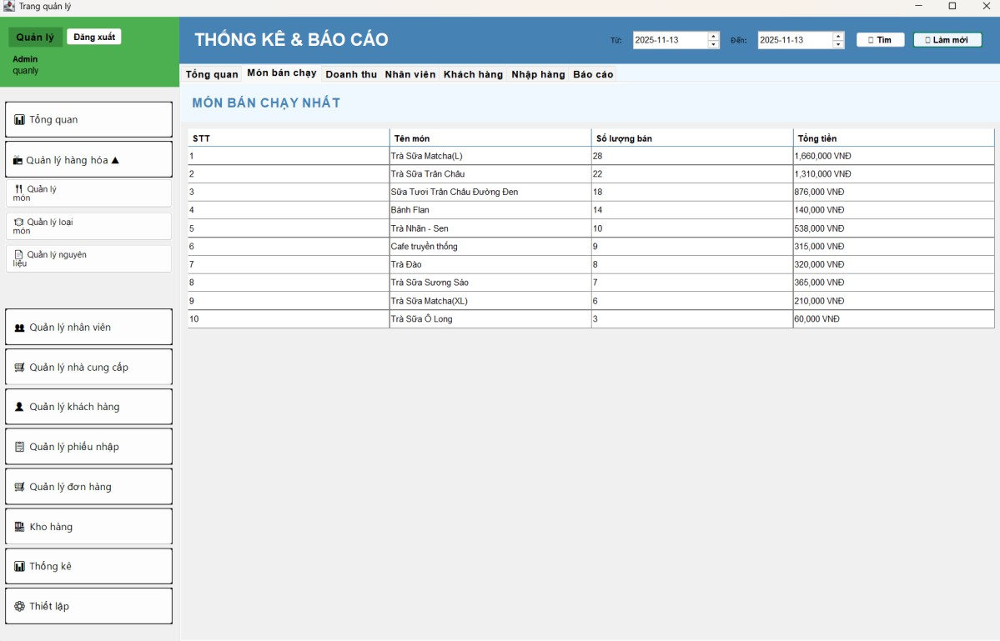 Trang quản lý
Quản lý
Đăng xuất
Admin
quanly
THỐNG KÊ & BÁO CÁO
Từ:
2025-11-13
Đến:
2025-11-13
Tìm
Làm mới
Tổng quan
Món bán chạy
Doanh thu
Nhân viên
Khách hàng
Nhập hàng
Báo cáo
Tổng quan
Quản lý hàng hóa ▲
Quản lý
món
Quản lý loại
món
Quản lý nguyên
liệu
Quản lý nhân viên
Quản lý nhà cung cấp
Quản lý khách hàng
Quản lý phiếu nhập
Quản lý đơn hàng
Kho hàng
Thống kê
Thiết lập
MÓN BÁN CHẠY NHẤT
STT Tên món Số lượng bán Tổng tiền
1 Trà Sữa Matcha(L) 28 1,660,000 VNĐ
2 Trà Sữa Trân Châu 22 1,310,000 VNĐ
3 Sữa Tươi Trân Châu Đường Đen 18 876,000 VNĐ
4 Bánh Flan 14 140,000 VNĐ
5 Trà Nhãn - Sen 10 538,000 VNĐ
6 Cafe truyền thống 9 315,000 VNĐ
7 Trà Đào 8 320,000 VNĐ
8 Trà Sữa Sương Sáo 7 365,000 VNĐ
9 Trà Sữa Matcha(XL) 6 210,000 VNĐ
10 Trà Sữa Ô Long 3 60,000 VNĐ